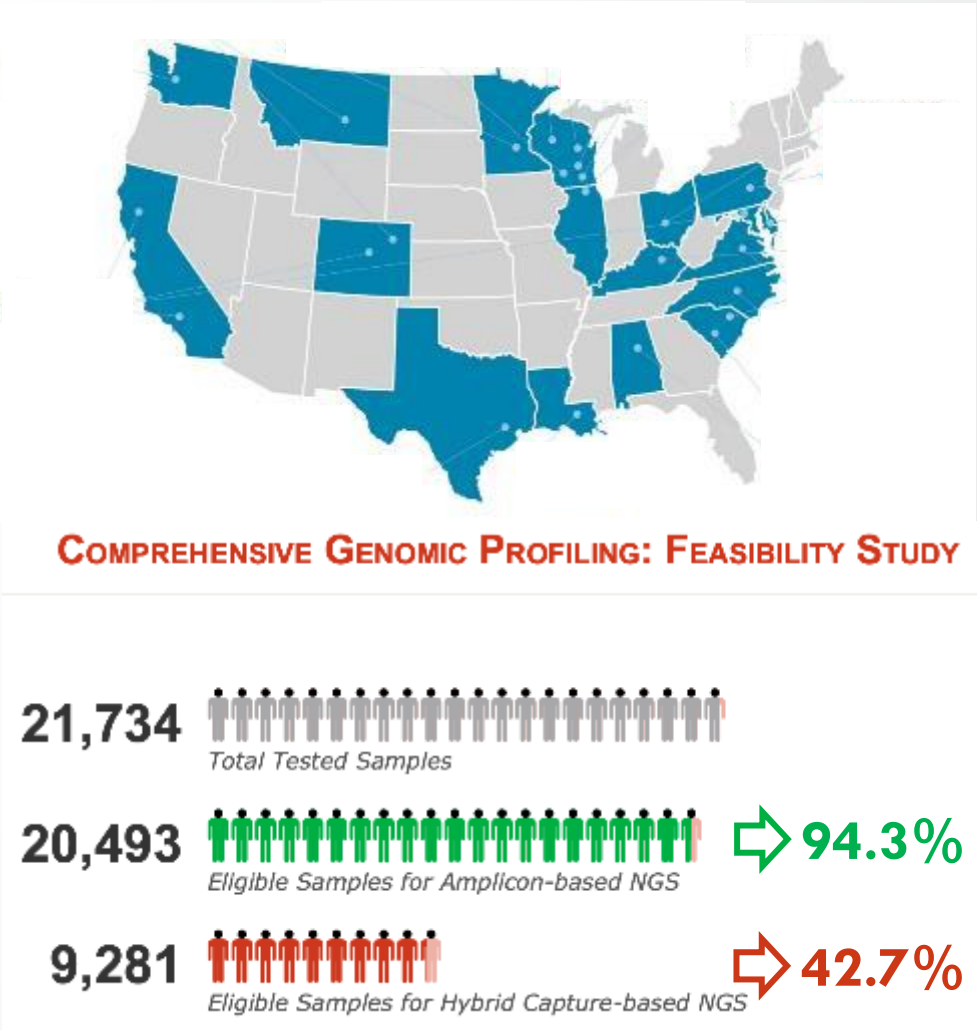 COMPREHENSIVE GENOMIC PROFILING: FEASIBILITY STUDY
21,734
Total Tested Samples
20,493
Eligible Samples for Amplicon-based NGS
94.3%
9,281
Eligible Samples for Hybrid Capture-based NGS
42.7%